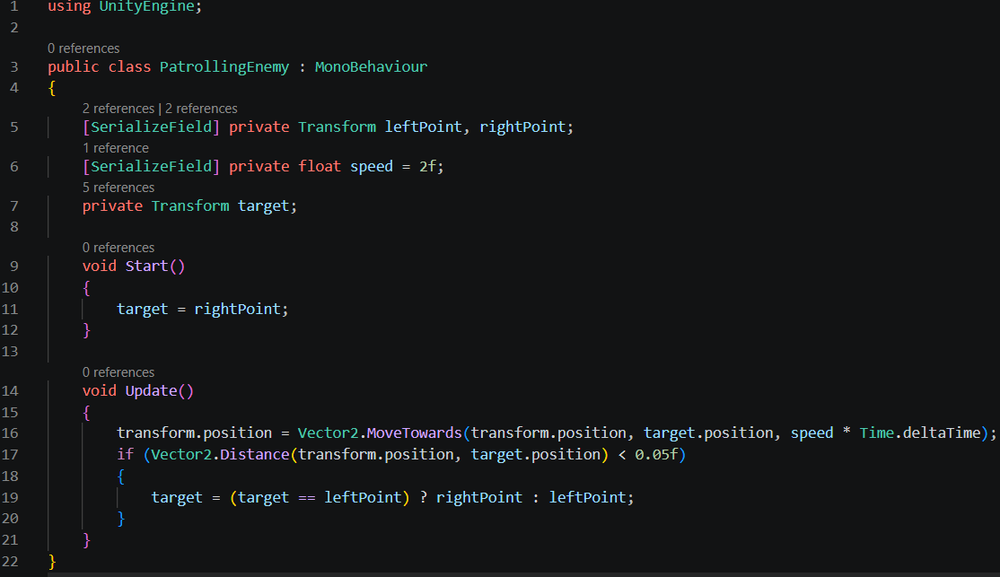 1 using UnityEngine;
2
0 references
3 public class PatrollingEnemy : MonoBehaviour
4 {
2 references | 2 references
5 [SerializeField] private Transform leftPoint, rightPoint;
1 reference
6 [SerializeField] private float speed = 2f;
5 references
7 private Transform target;
8
0 references
9 void Start()
10 {
11 target = rightPoint;
12 }
13
0 references
14 void Update()
15 {
16 transform.position = Vector2.MoveTowards(transform.position, target.position, speed * Time.deltaTime);
17 if (Vector2.Distance(transform.position, target.position) < 0.05f)
18 {
19 target = (target == leftPoint) ? rightPoint : leftPoint;
20 }
21 }
22 }